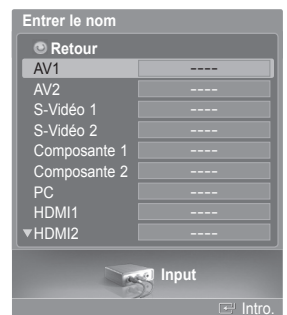 Entrer le nom
Retour
AV1 ----
AV2 ----
S-Vidéo 1 ----
S-Vidéo 2 ----
Composante 1 ----
Composante 2 ----
PC ----
HDMI1 ----
▼HDMI2 ----
Input
Intro.